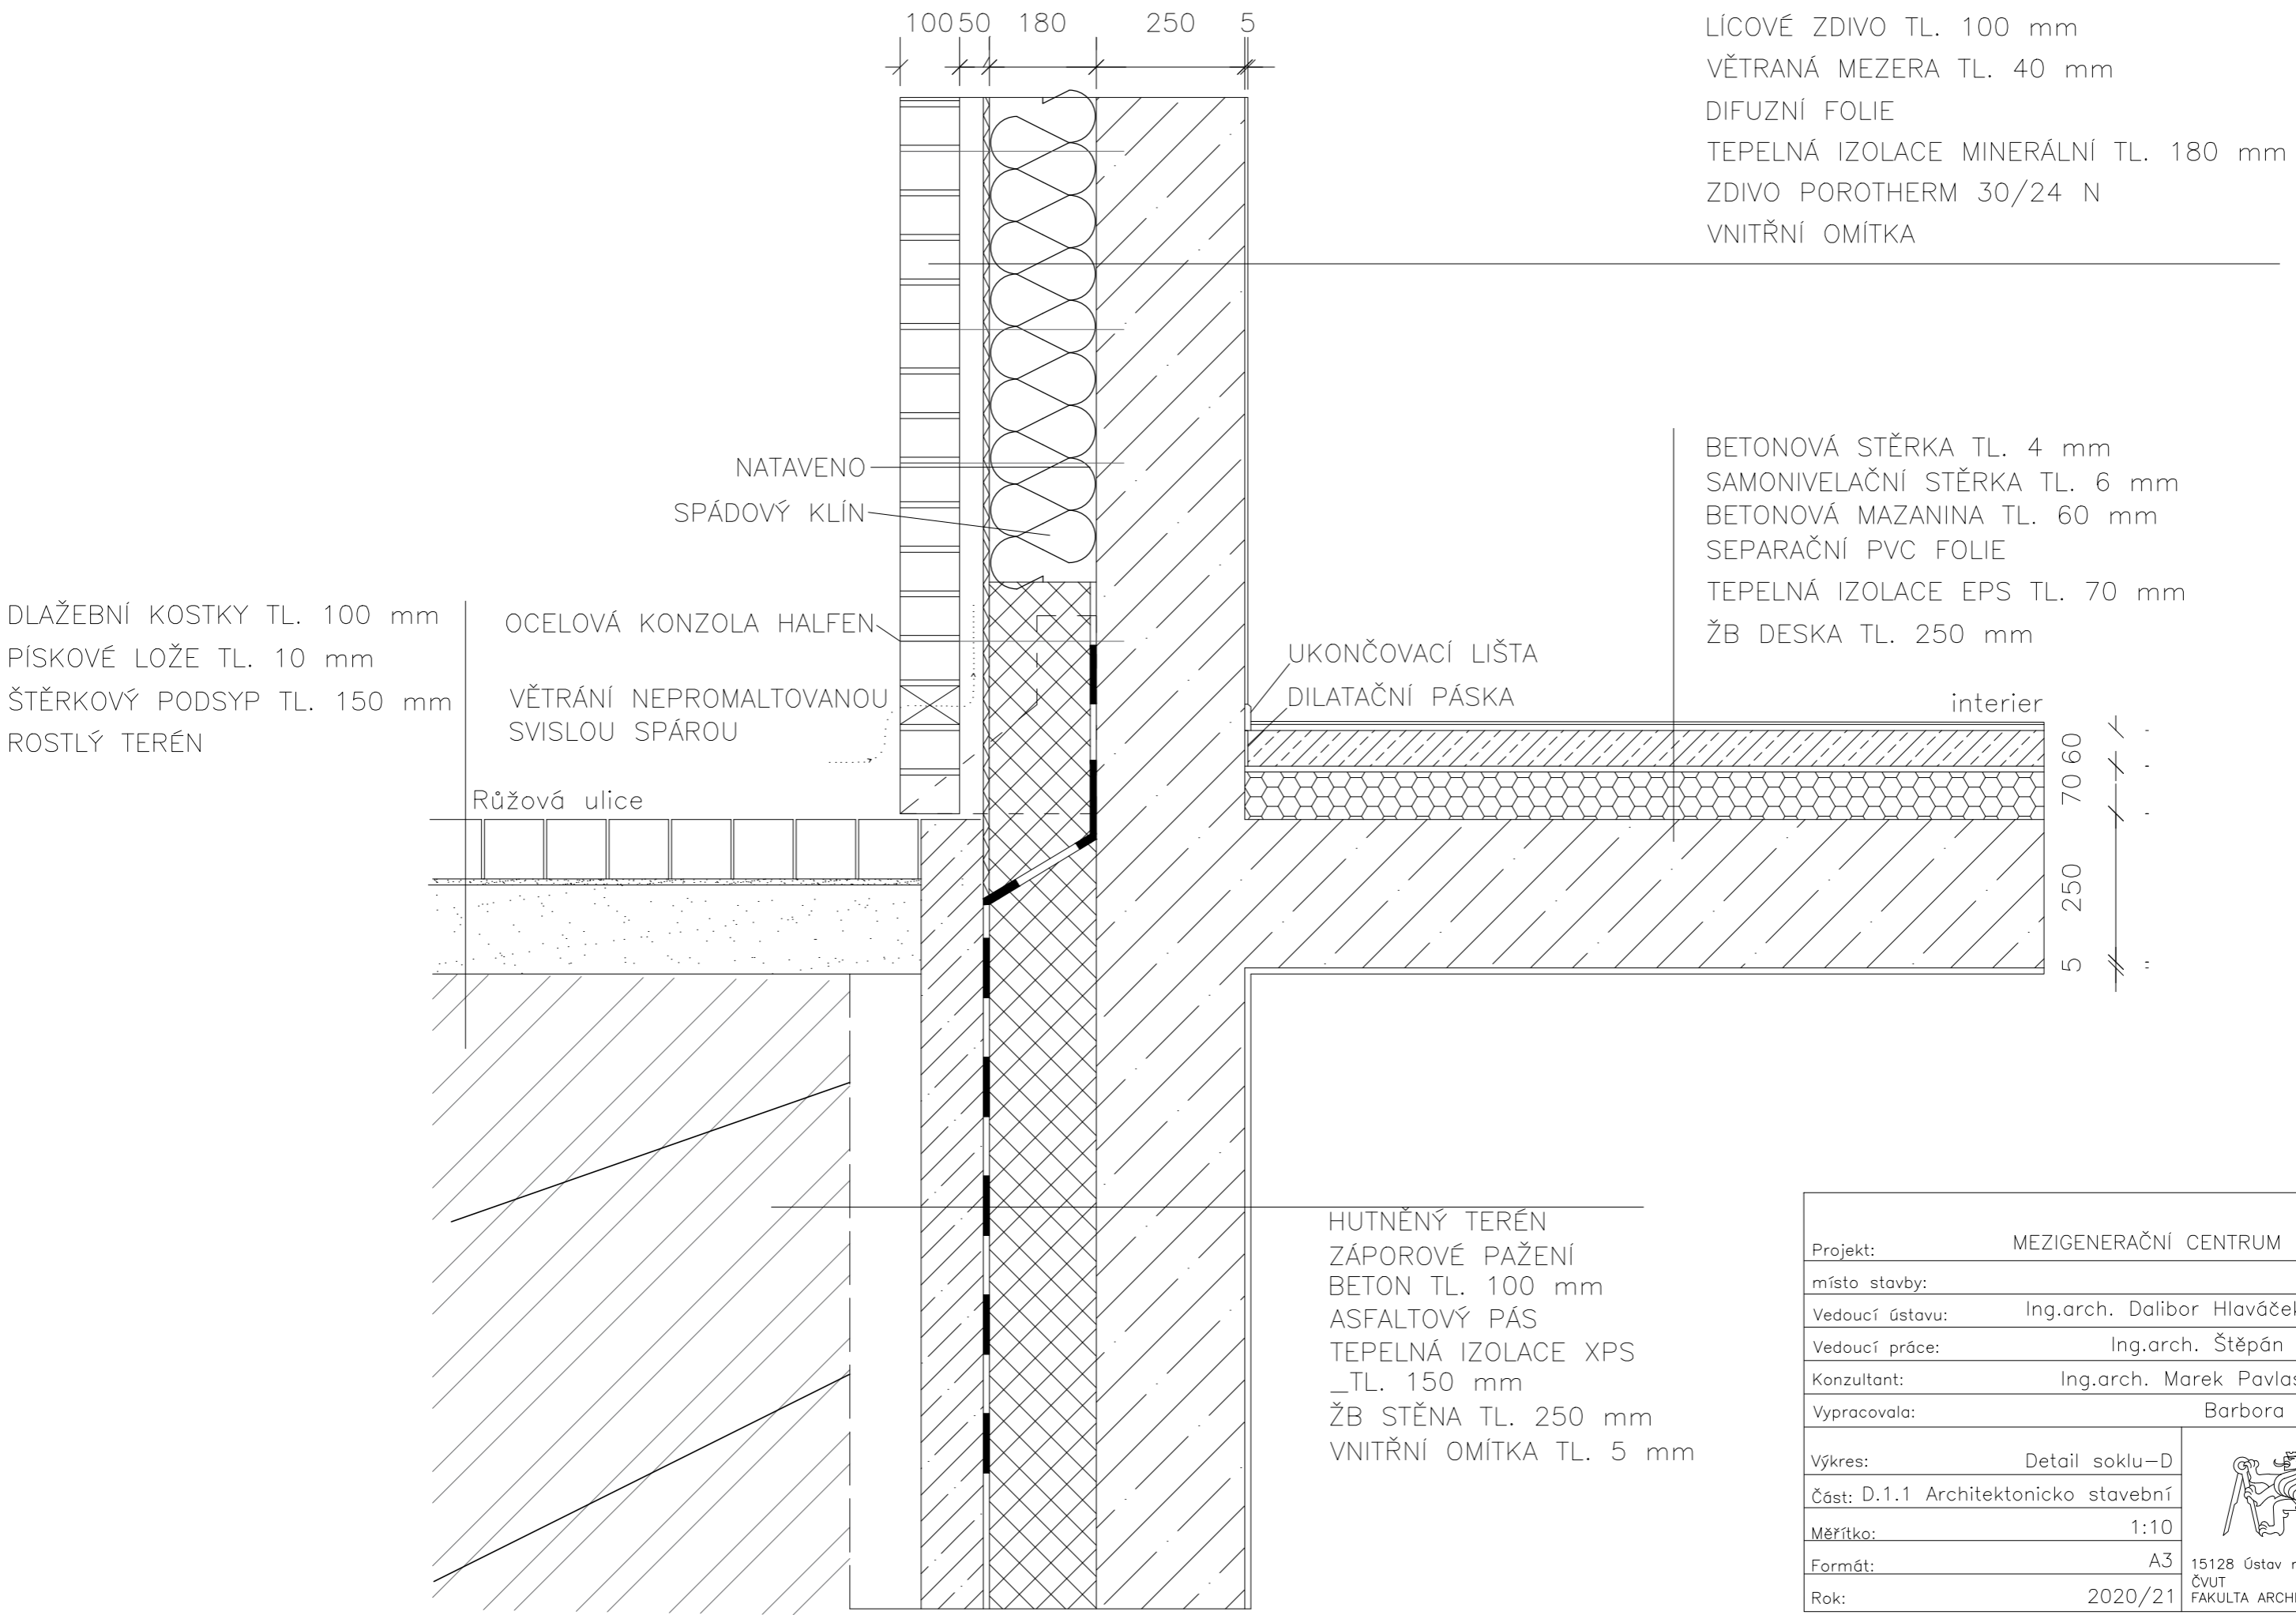 100 50 180 250 5
LÍCOVÉ ZDIVO TL. 100 mm
VĚTRANÁ MEZERA TL. 40 mm
DIFUZNÍ FOLIE
TEPELNÁ IZOLACE MINERÁLNÍ TL. 180 mm
ZDIVO POROTHERM 30/24 N
VNITŘNÍ OMÍTKA
NATAVENO
SPÁDOVÝ KLÍN
BETONOVÁ STĚRKA TL. 4 mm
SAMONIVELAČNÍ STĚRKA TL. 6 mm
BETONOVÁ MAZANINA TL. 60 mm
SEPARAČNÍ PVC FOLIE
TEPELNÁ IZOLACE EPS TL. 70 mm
ŽB DESKA TL. 250 mm
DLAŽEBNÍ KOSTKY TL. 100 mm
PÍSKOVÉ LOŽE TL. 10 mm
ŠTĚRKOVÝ PODSYP TL. 150 mm
ROSTLÝ TERÉN
OCELOVÁ KONZOLA HALFEN
VĚTRÁNÍ NEPROMALTOVANOU
SVISLOU SPÁROU
UKONČOVACÍ LIŠTA
DILATAČNÍ PÁSKA
interier
Růžová ulice
60
70
250
5
HUTNĚNÝ TERÉN
ZÁPOROVÉ PAŽENÍ
BETON TL. 100 mm
ASFALTOVÝ PÁS
TEPELNÁ IZOLACE XPS
_TL. 150 mm
ŽB STĚNA TL. 250 mm
VNITŘNÍ OMÍTKA TL. 5 mm
Projekt: MEZIGENERAČNÍ CENTRUM
místo stavby:
Vedoucí ústavu: Ing.arch. Dalibor Hlaváček
Vedoucí práce: Ing.arch. Štěpán
Konzultant: Ing.arch. Marek Pavlas
Vypracovala: Barbora
Výkres: Detail soklu-D
Část: D.1.1 Architektonicko stavební
Měřítko: 1:10
Formát: A3
Rok: 2020/21
15128 Ústav
ČVUT
FAKULTA ARCH